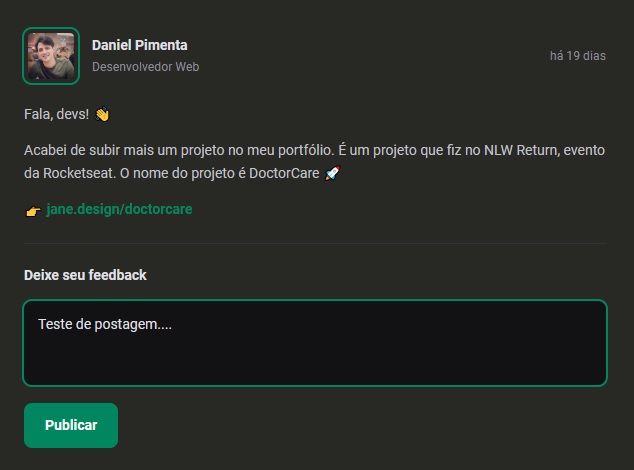 Daniel Pimenta
Desenvolvedor Web
há 19 dias
Fala, devs! 👋
Acabei de subir mais um projeto no meu portfólio. É um projeto que fiz no NLW Return, evento
da Rocketseat. O nome do projeto é DoctorCare 🚀
👉 jane.design/doctorcare
Deixe seu feedback
Teste de postagem....
Publicar